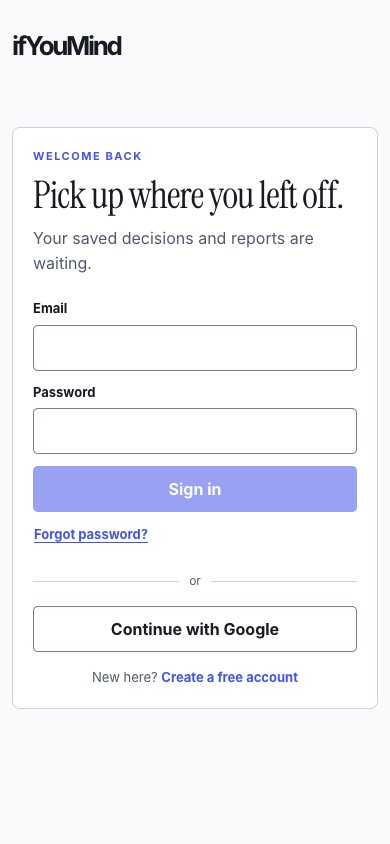 ifYouMind
WELCOME BACK
Pick up where you left off.
Your saved decisions and reports are
waiting.
Email
Password
Sign in
Forgot password?
or
Continue with Google
New here? Create a free account